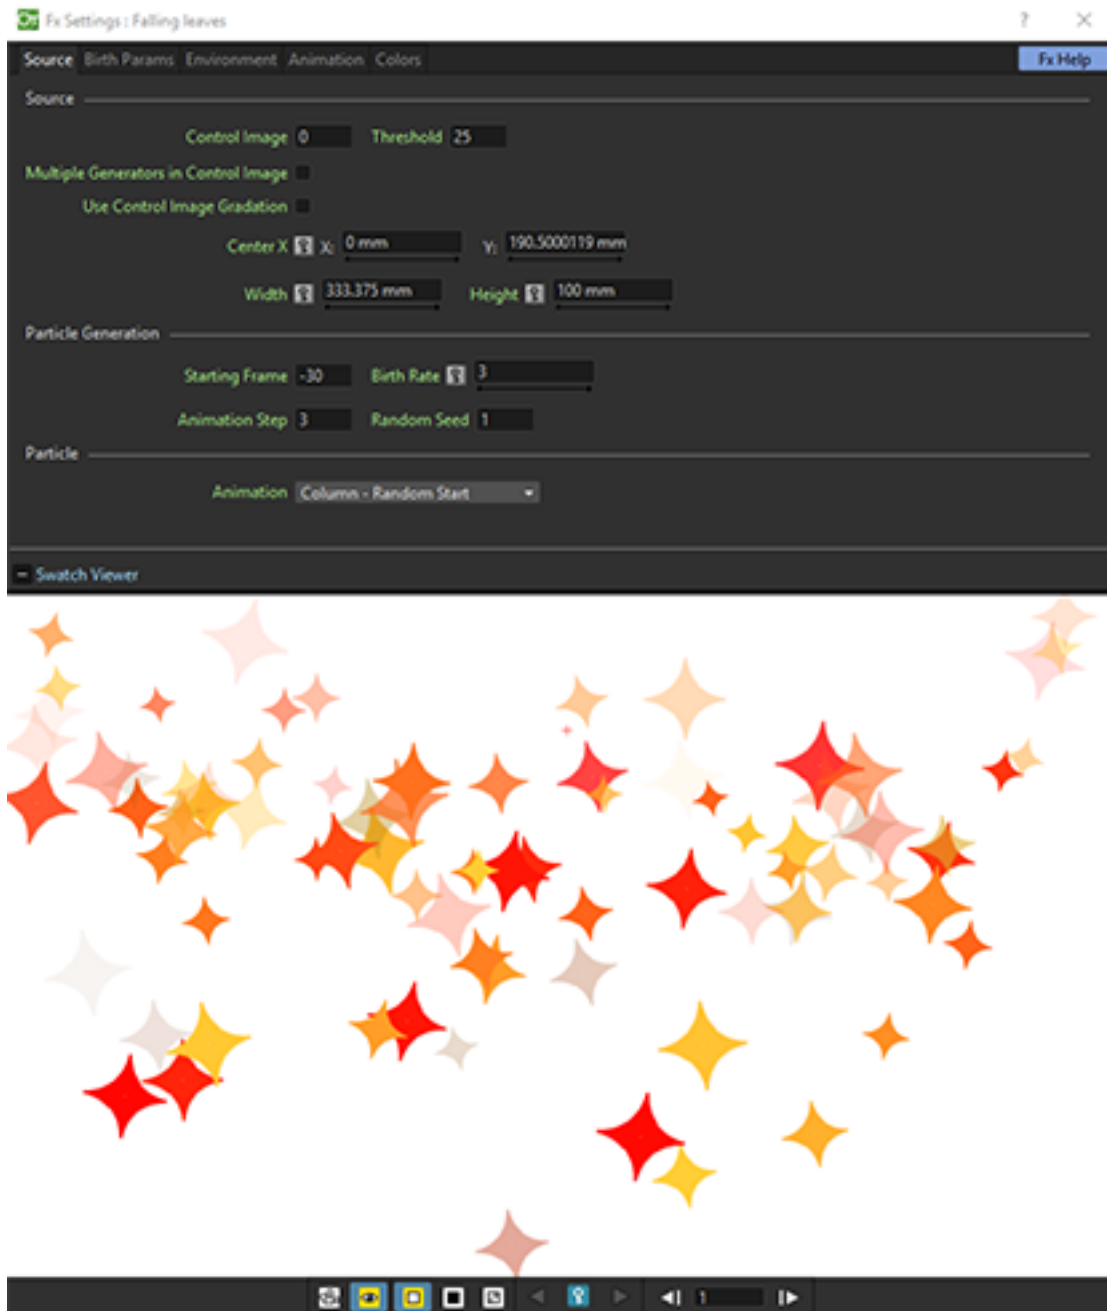 Fx Settings : Falling leaves ?
Source Birth Params Environment Animation Colors Fx Help
Source
Control Image 0 Threshold 25
Multiple Generators in Control Image
Use Control Image Gradation
Center X X: 0 mm Y: 190.5000119 mm
Width 333.375 mm Height 100 mm
Particle Generation
Starting Frame -30 Birth Rate 3
Animation Step 3 Random Seed 1
Particle
Animation Column - Random Start
Swatch Viewer
1